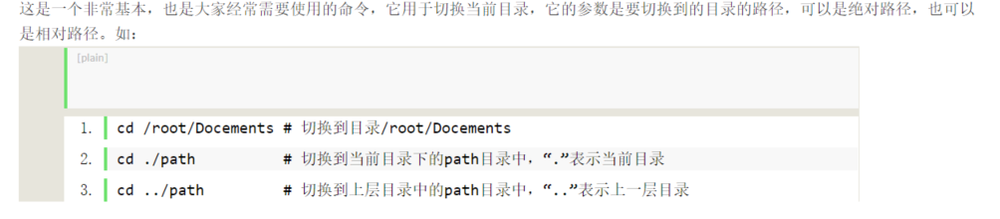 这是一个非常基本，也是大家经常需要使用的命令，它用于切换当前目录，它的参数是要切换到的目录的路径，可以是绝对路径，也可以
是相对路径。如：
[plain]
1. cd /root/Docements # 切换到目录/root/Docements
2. cd ./path # 切换到当前目录下的path目录中，“.”表示当前目录
3. cd ../path # 切换到上层目录中的path目录中，“..”表示上一层目录